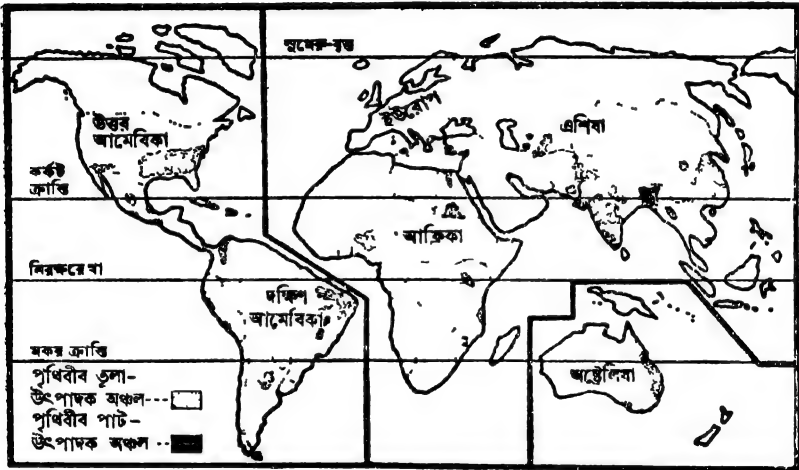 সুমেরু-বৃত্ত
উত্তর
আমেরিকা
ইউরোপ
এশিযা
কর্কট
ক্রান্তি
আফ্রিকা
নিরক্ষরেখা
দক্ষিণ
আমেরিকা
মকর ক্রান্তি
অষ্ট্রেলিযা
পৃথিবীব তুলা-
উৎপাদক অঞ্চল---
পৃথিবীব পাট-
উৎপাদক অঞ্চল --